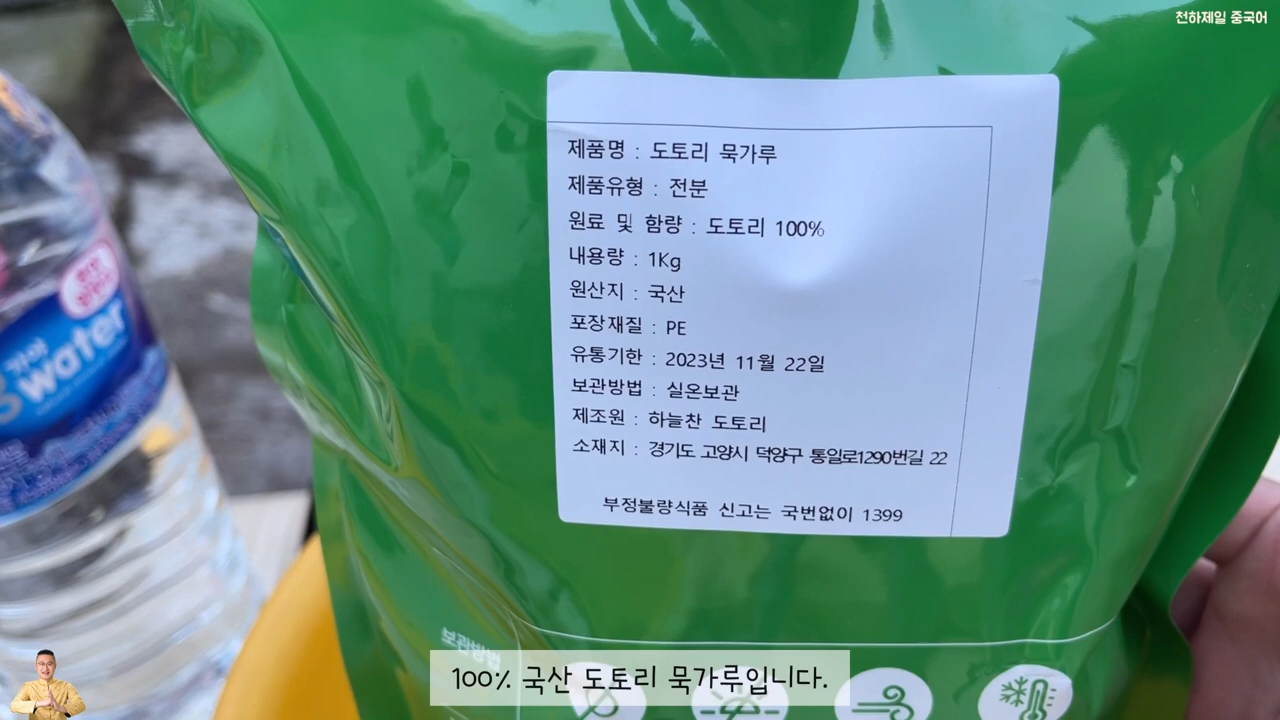 천하제일 중국어
제품명 : 도토리 묵가루
제품유형 : 전분
원료 및 함량 : 도토리 100%
내용량 : 1Kg
원산지 : 국산
포장재질 : PE
유통기한 : 2023년 11월 22일
보관방법 : 실온보관
제조원 : 하늘찬 도토리
소재지 : 경기도 고양시 덕양구 통일로1290번길 22
부정불량식품 신고는 국번없이 1399
water
보관방법
100% 국산 도토리 묵가루입니다.